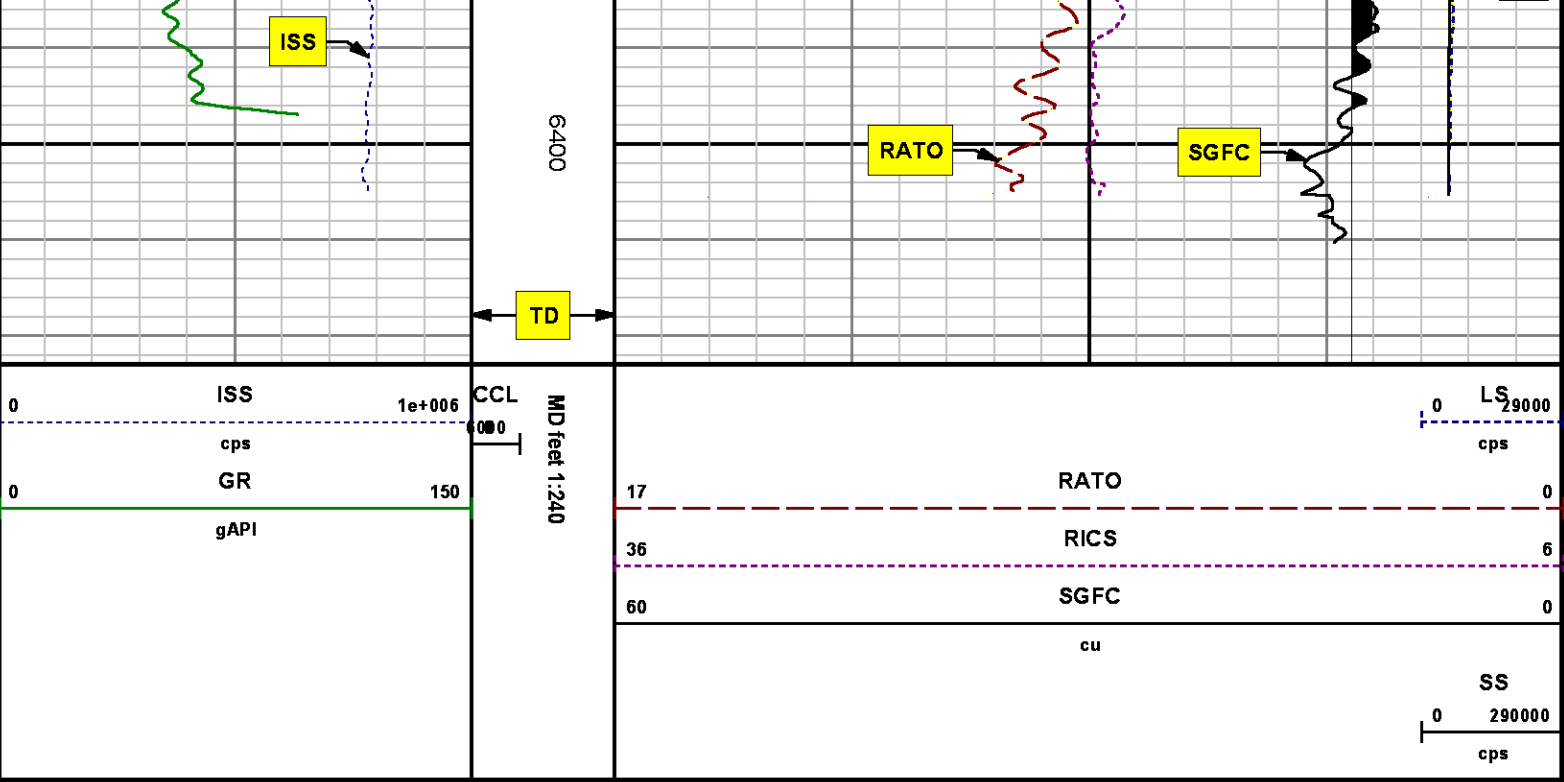 ISS
6400
RATO
SGFC
TD
ISS
0 1e+006
cps
GR
0 150
gAPI
CCL
MD feet 1:240
LS
0 29000
cps
RATO
17 0
RICS
36 6
SGFC
60 0
cu
SS
0 290000
cps